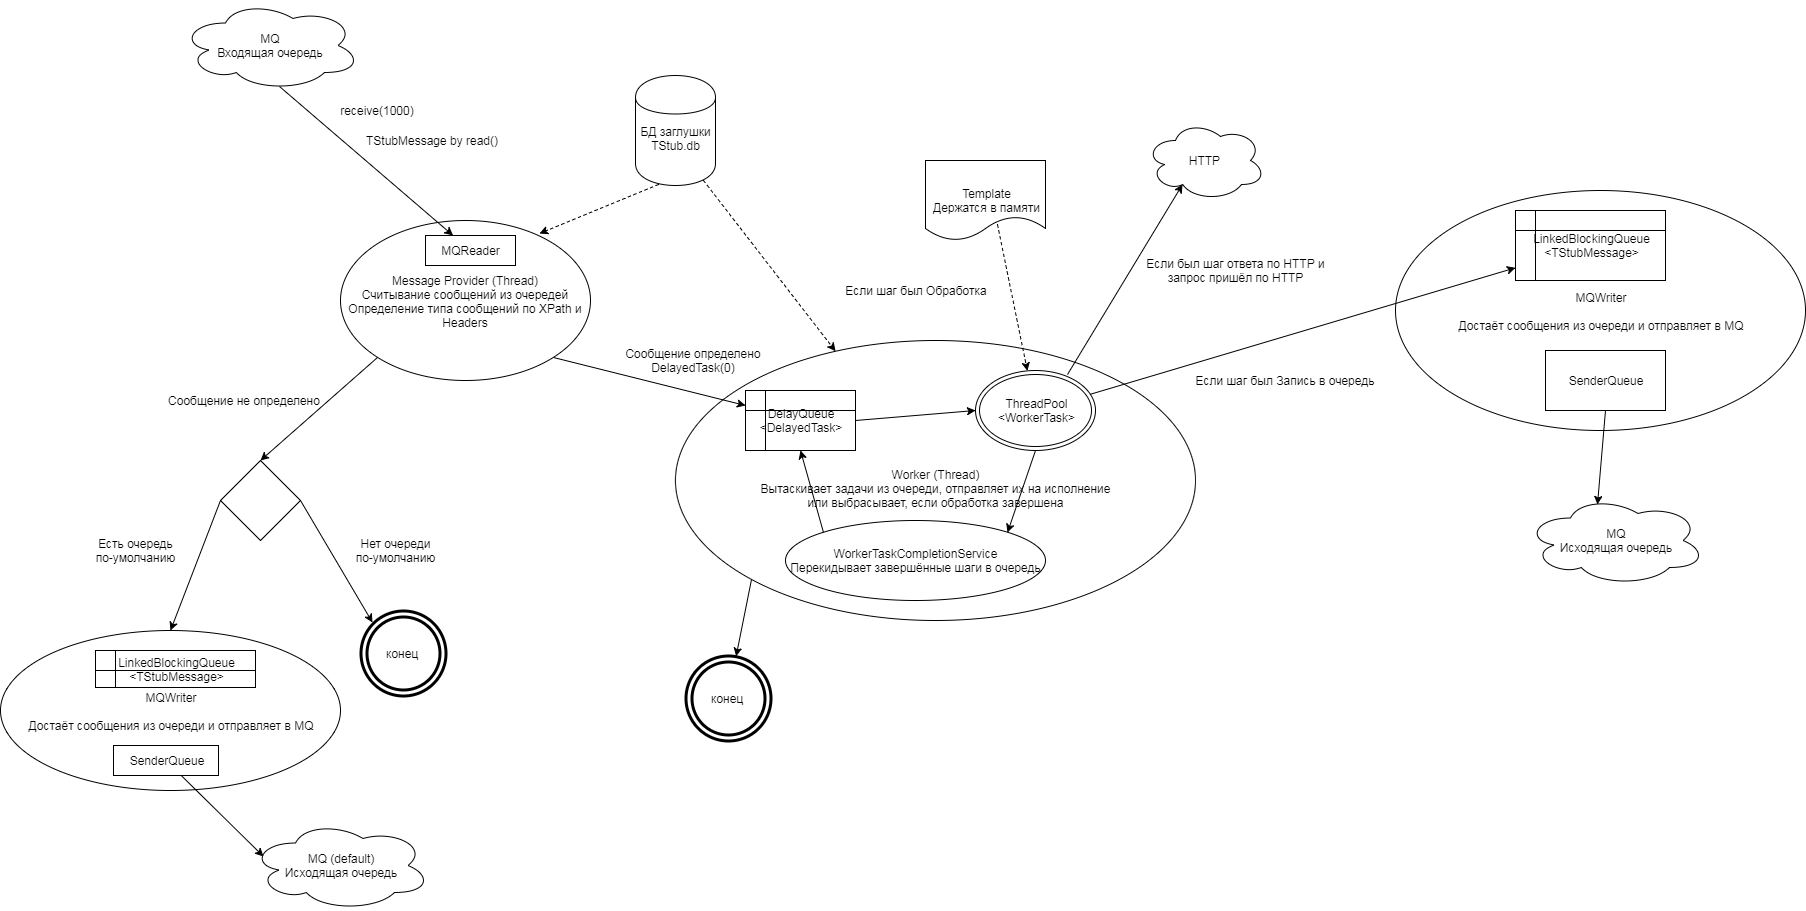 MQ
Входящая очередь
receive(1000)
TStubMessage by read()
БД заглушки
TStub.db
HTTP
Template
Держатся в памяти
MQReader
Message Provider (Thread)
Считывание сообщений из очередей
Определение типа сообщений по XPath и
Headers
Если был шаг ответа по HTTP и
запрос пришёл по HTTP
Если шаг был Обработка
LinkedBlockingQueue
<TStubMessage>
MQWriter
Достаёт сообщения из очереди и отправляет в MQ
SenderQueue
Если шаг был Запись в очередь
MQ
Исходящая очередь
Сообщение определено
DelayedTask(0)
Сообщение не определено
DelayQueue
<DelayedTask>
ThreadPool
<WorkerTask>
Worker (Thread)
Вытаскивает задачи из очереди, отправляет их на исполнение
или выбрасывает, если обработка завершена
WorkerTaskCompletionService
Перекидывает завершённые шаги в очередь
конец
Есть очередь
по-умолчанию
Нет очереди
по-умолчанию
конец
LinkedBlockingQueue
<TStubMessage>
MQWriter
Достаёт сообщения из очереди и отправляет в MQ
SenderQueue
MQ (default)
Исходящая очередь